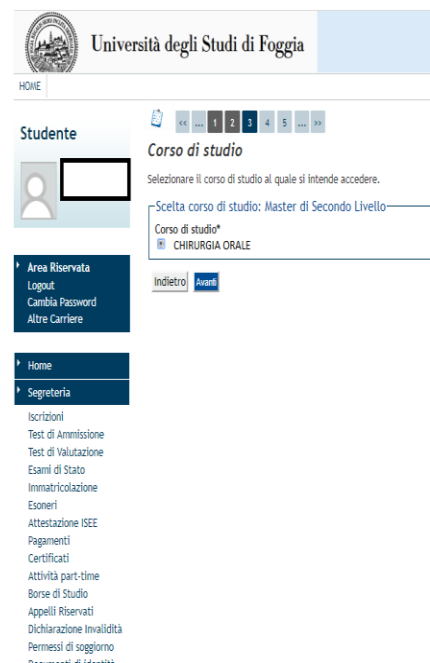 Università degli Studi di Foggia
HOME
<< ... 1 2 3 4 5 ... >>
Studente
Corso di studio
Selezionare il corso di studio al quale si intende accedere.
Scelta corso di studio: Master di Secondo Livello
Corso di studio*
CHIRURGIA ORALE
Indietro Avanti
Area Riservata
Logout
Cambia Password
Altre Carriere
Home
Segreteria
Iscrizioni
Test di Ammissione
Test di Valutazione
Esami di Stato
Immatricolazione
Esoneri
Attestazione ISEE
Pagamenti
Certificati
Attività part-time
Borse di Studio
Appelli Riservati
Dichiarazione Invalidità
Permessi di soggiorno
Documenti di identità